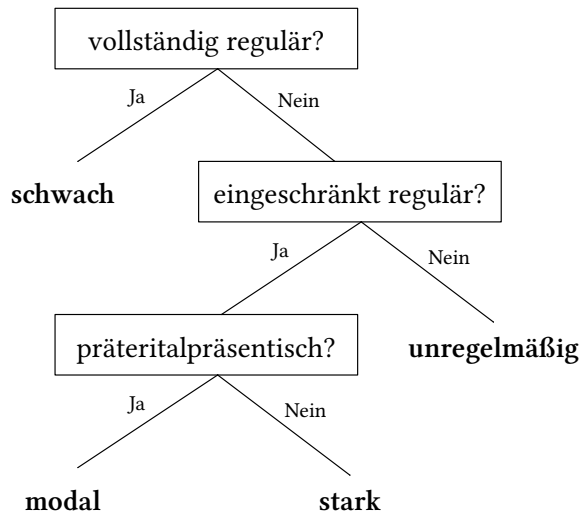 vollständig regulär?
Ja
Nein
schwach
eingeschränkt regulär?
Ja
Nein
präteritalpräsentisch?
unregelmäßig
Ja
Nein
modal
stark